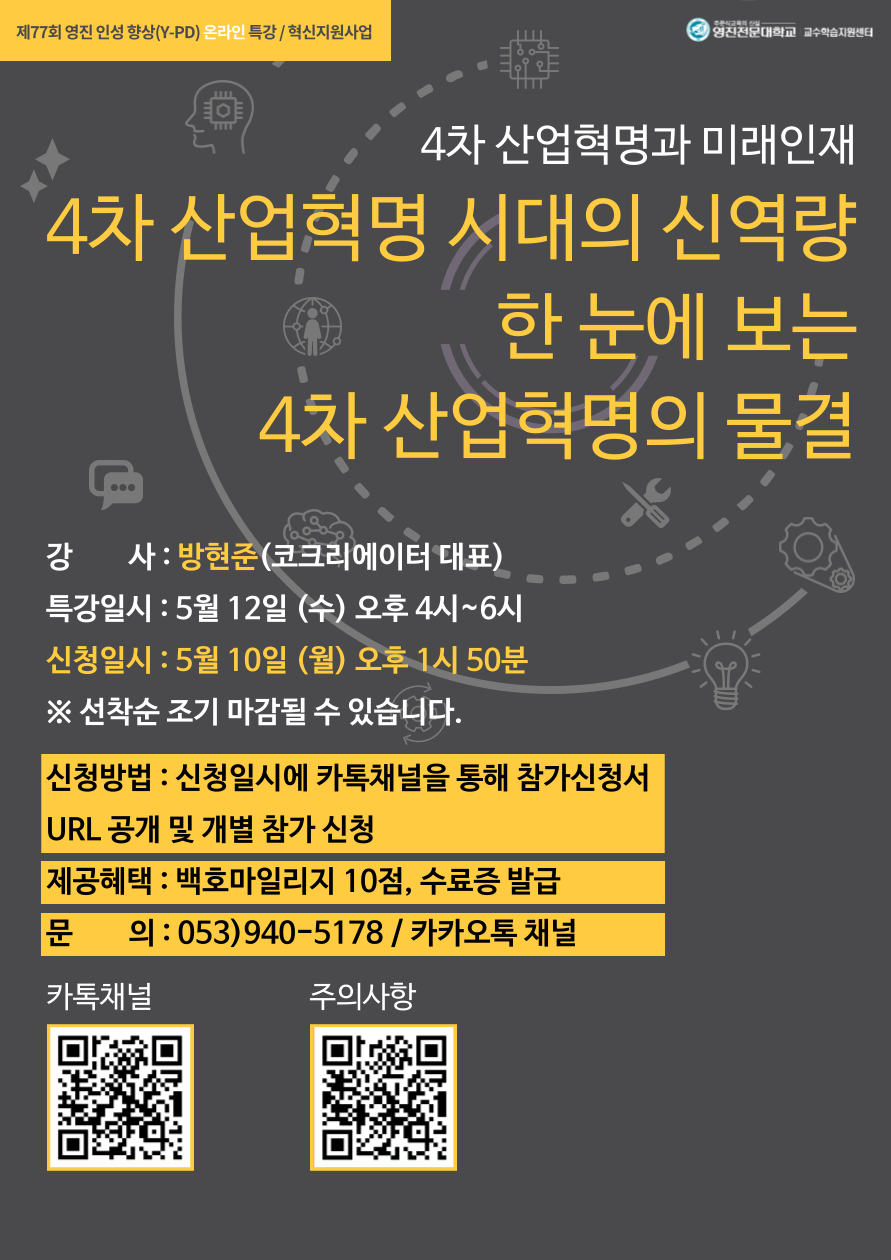 제77회 영진 인성 향상(Y-PD) 온라인 특강 / 혁신지원사업
주문식교육의 산실
영진전문대학교 교수학습지원센터
4차 산업혁명과 미래인재
4차 산업혁명 시대의 신역량
한 눈에 보는
4차 산업혁명의 물결
강 사 : 방현준(코크리에이터 대표)
특강일시 : 5월 12일 (수) 오후 4시~6시
신청일시 : 5월 10일 (월) 오후 1시 50분
※ 선착순 조기 마감될 수 있습니다.
신청방법 : 신청일시에 카톡채널을 통해 참가신청서
URL 공개 및 개별 참가 신청
제공혜택 : 백호마일리지 10점, 수료증 발급
문 의 : 053)940-5178 / 카카오톡 채널
카톡채널 주의사항